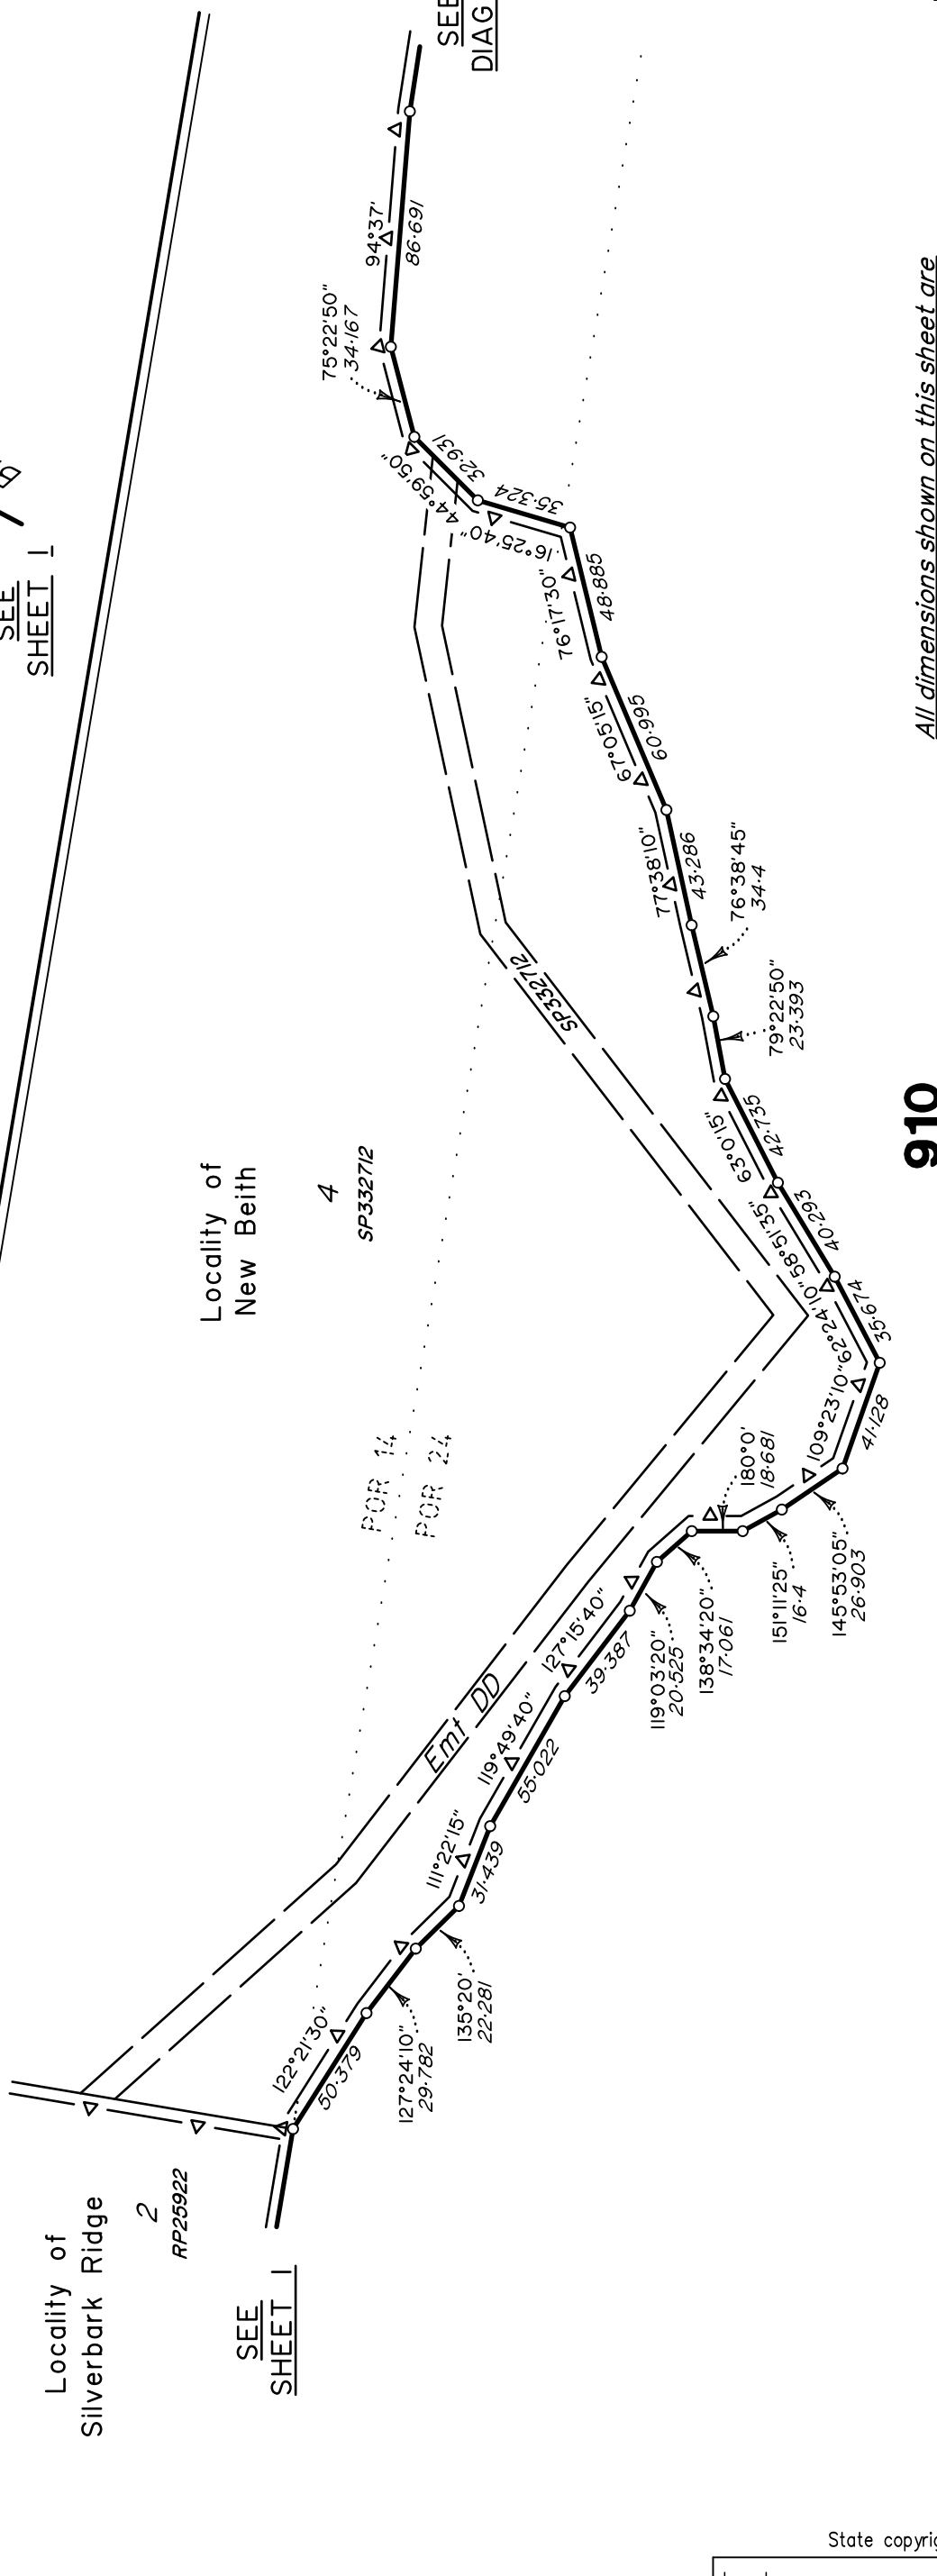 SEE
SHEET 1
SEE
DIAG
94°37'
86·691
75°22'50"
34·167
44°59'50"
32·931
16°25'40"
35·324
76°17'30"
48·885
67°05'15"
60·995
77°38'10"
43·286
76°38'45"
34·4
79°22'50"
23·393
63°0'15"
42·735
58°51'35"
40·293
62°24'10"
35·674
109°23'10"
41·128
145°53'05"
26·903
151°11'25"
16·4
180°0'
18·681
138°34'20"
17·061
119°03'20"
20·525
127°15'40"
39·387
119°49'40"
55·022
111°22'15"
31·439
135°20'
22·281
127°24'10"
29·782
122°21'30"
50·379
SP332712
Emt DD
Locality of
New Beith
4
SP332712
POR 14
POR 24
910
All dimensions shown on this sheet are
Locality of
Silverbark Ridge
2
RP25922
SEE
SHEET 1
State copyrig